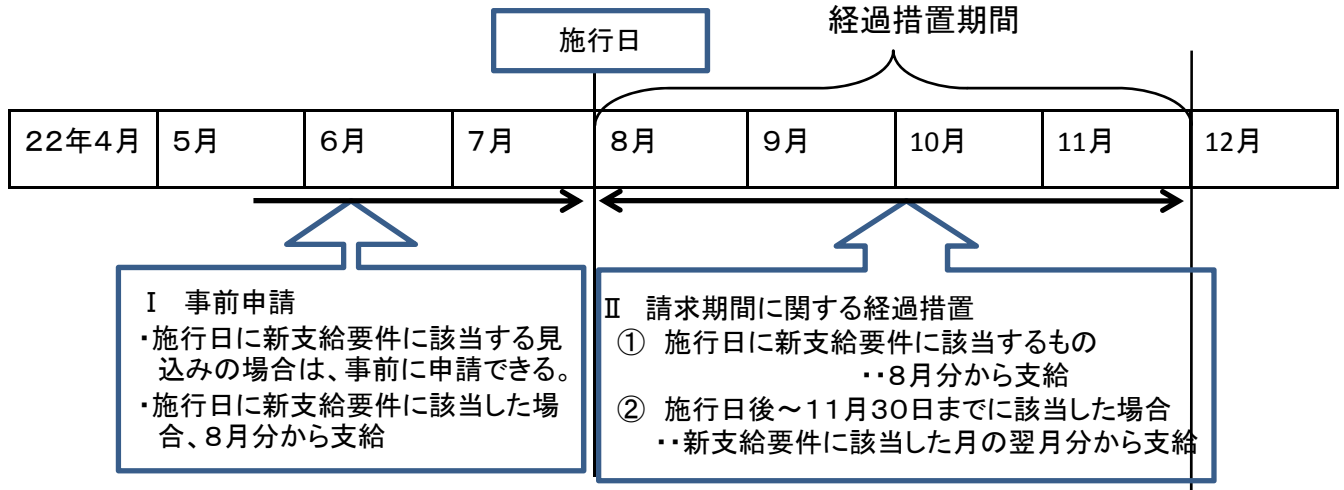 施行日
経過措置期間
22年4月 5月 6月 7月 8月 9月 10月 11月 12月
Ⅰ 事前申請
・施行日に新支給要件に該当する見
込みの場合は、事前に申請できる。
・施行日に新支給要件に該当した場
合、8月分から支給
Ⅱ 請求期間に関する経過措置
① 施行日に新支給要件に該当するもの
・・8月分から支給
② 施行日後～11月30日までに該当した場合
・・新支給要件に該当した月の翌月分から支給